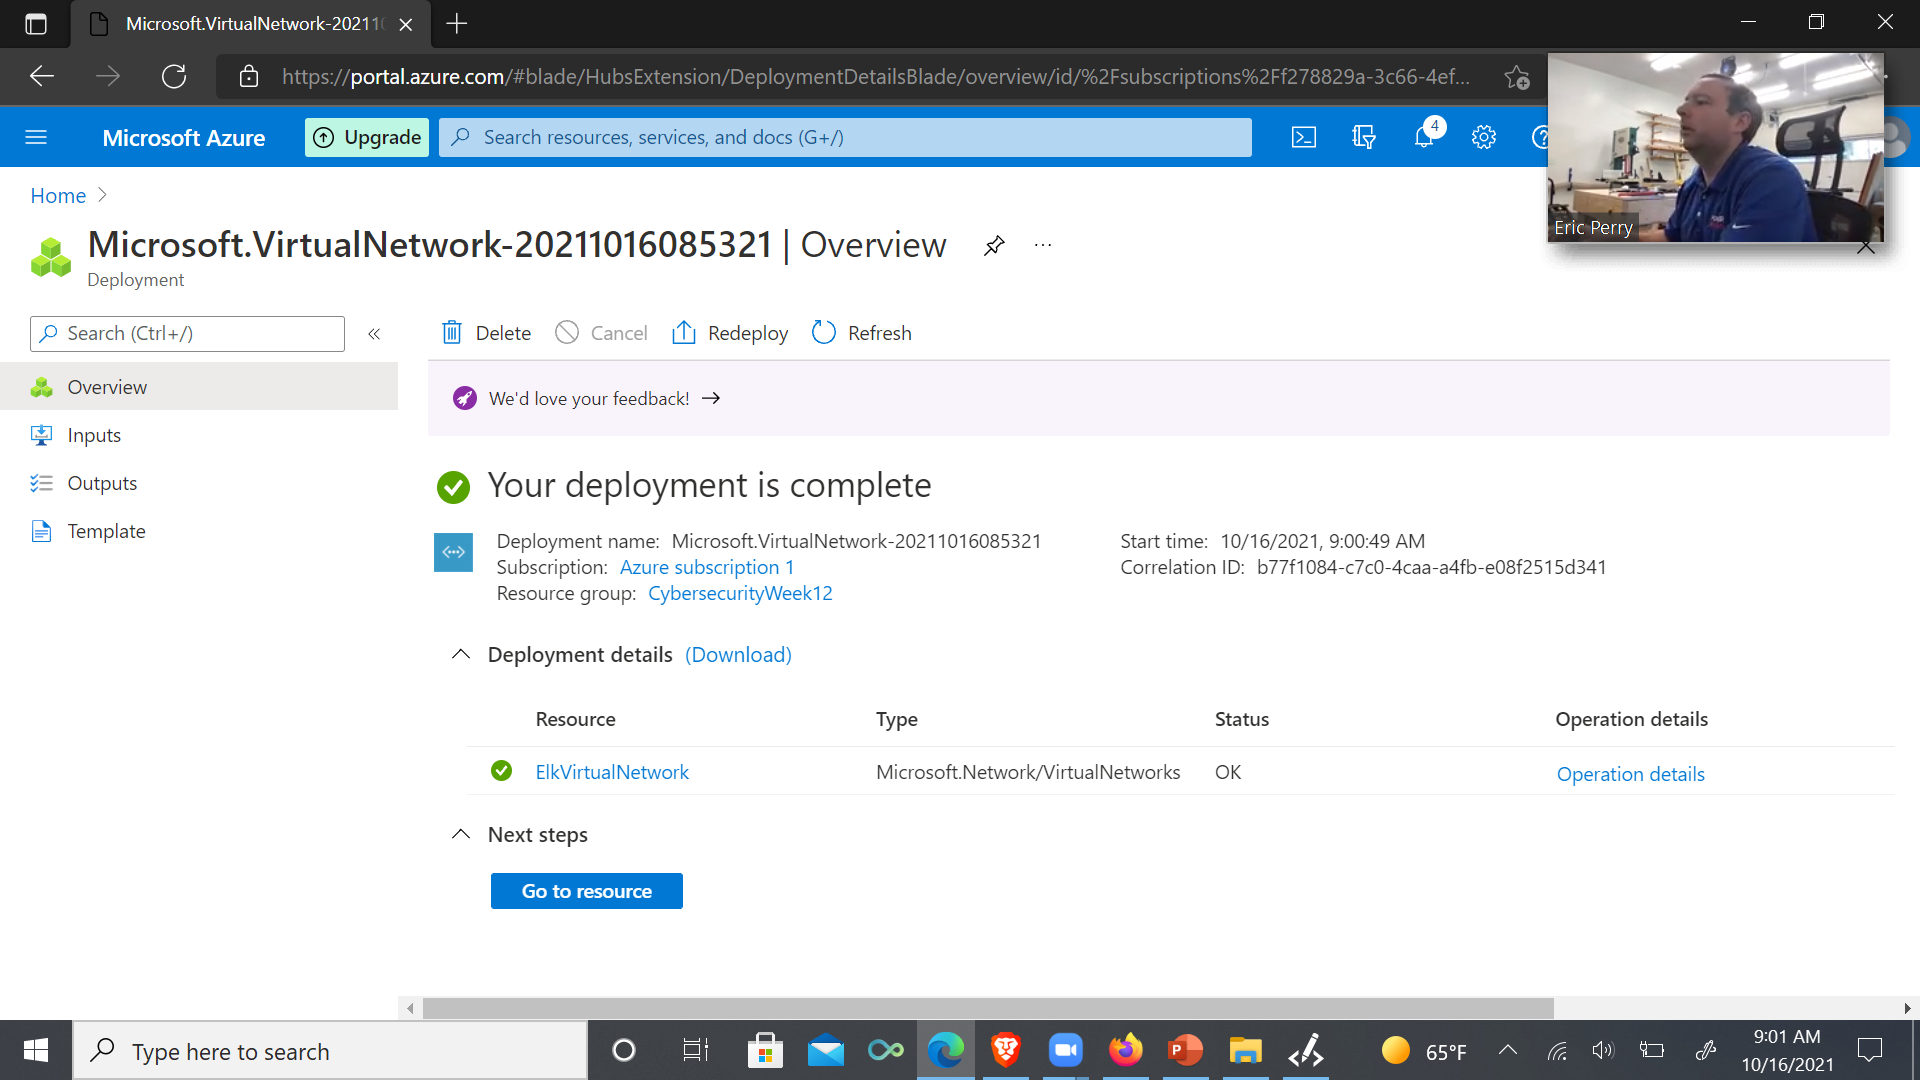 Microsoft.VirtualNetwork-202110
https://portal.azure.com/#blade/HubsExtension/DeploymentDetailsBlade/overview/id/%2Fsubscriptions%2Ff278829a-3c66-4ef...
Microsoft Azure
Upgrade
Search resources, services, and docs (G+/)
4
Eric Perry
Home
Microsoft.VirtualNetwork-20211016085321 | Overview
Deployment
Search (Ctrl+/)
Delete
Cancel
Redeploy
Refresh
Overview
Inputs
Outputs
Template
We'd love your feedback!
Your deployment is complete
Deployment name: Microsoft.VirtualNetwork-20211016085321
Subscription: Azure subscription 1
Resource group: CybersecurityWeek12
Start time: 10/16/2021, 9:00:49 AM
Correlation ID: b77f1084-c7c0-4caa-a4fb-e08f2515d341
Deployment details (Download)
Resource Type Status Operation details
ElkVirtualNetwork Microsoft.Network/VirtualNetworks OK Operation details
Next steps
Go to resource
Type here to search
65°F
9:01 AM
10/16/2021